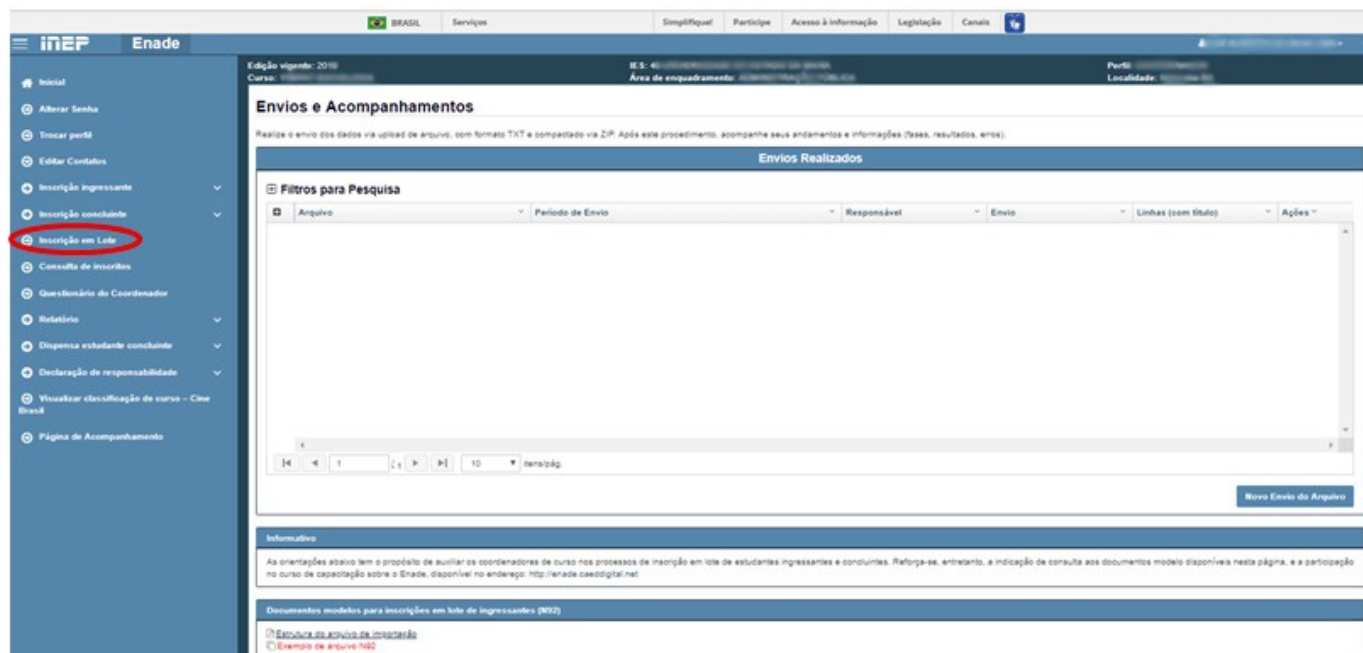 BRASIL Serviços Simplifique! Participe Acesso à informação Legislação Canais
inep Enade
Edição vigente: 201
IES: 4
Perfil
Curso:
Área de enquadramento:
Localidade:
Inicial
Alterar Senha
Trocar perfil
Editar Contatos
Inscrição ingressante
Inscrição concluinte
Inscrição em Lote
Consulta de inscritos
Questionário do Coordenador
Relatório
Dispensa estudante concluinte
Declaração de responsabilidade
Visualizar classificação de curso – Cine
Brasil
Página de Acompanhamento
Envios e Acompanhamentos
Realize o envio dos dados via upload de arquivo, com formato TXT e compactado via ZIP. Após este procedimento, acompanhe seus andamentos e informações (fases, resultados, erros).
Envios Realizados
Filtros para Pesquisa
Arquivo Período de Envio Responsável Envio Linhas (com título) Ações
1 / 1 10 itens/pág.
Novo Envio do Arquivo
Informativo
As orientações abaixo tem o propósito de auxiliar os coordenadores de curso nos processos de inscrição em lote de estudantes ingressantes e concluintes. Reforça-se, entretanto, a indicação de consulta aos documentos modelo disponíveis nesta página, e a participação
no curso de capacitação sobre o Enade, disponível no endereço: http://enade.caeddigital.net
Documentos modelos para inscrições em lote de ingressantes (N92)
Estrutura do arquivo de importação
Exemplo de arquivo N92